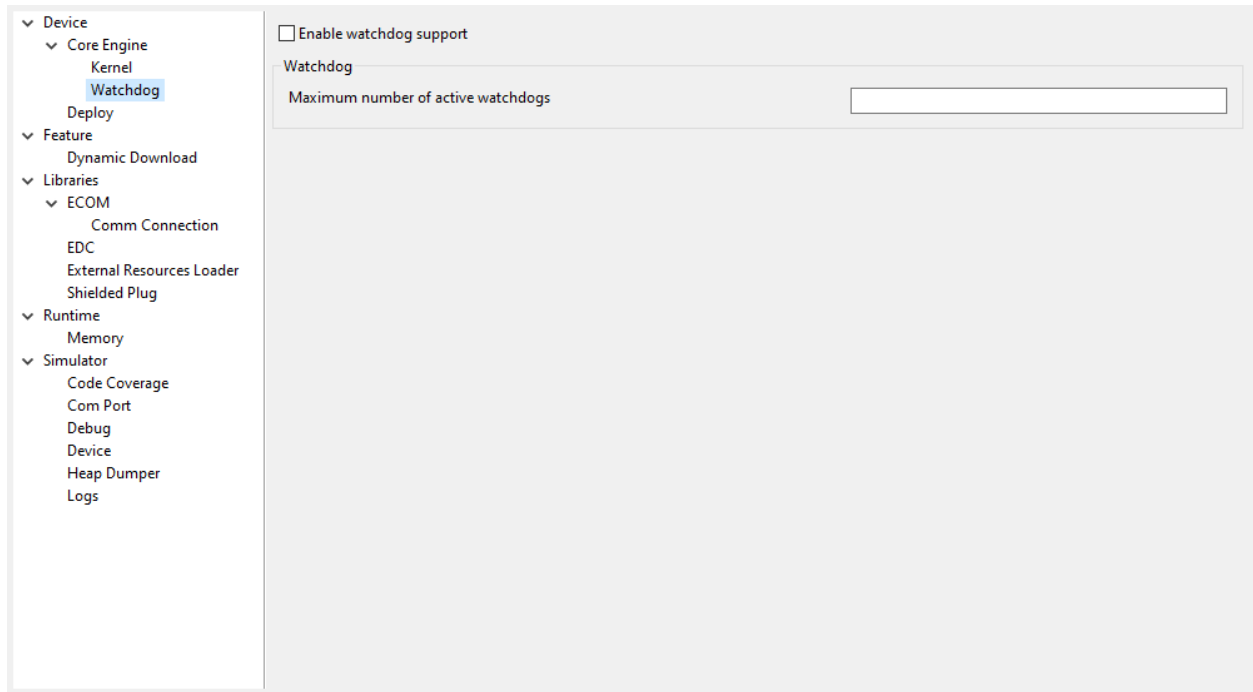 Device
Core Engine
Kernel
Watchdog
Deploy
Feature
Dynamic Download
Libraries
ECOM
Comm Connection
EDC
External Resources Loader
Shielded Plug
Runtime
Memory
Simulator
Code Coverage
Com Port
Debug
Device
Heap Dumper
Logs
Enable watchdog support
Watchdog
Maximum number of active watchdogs